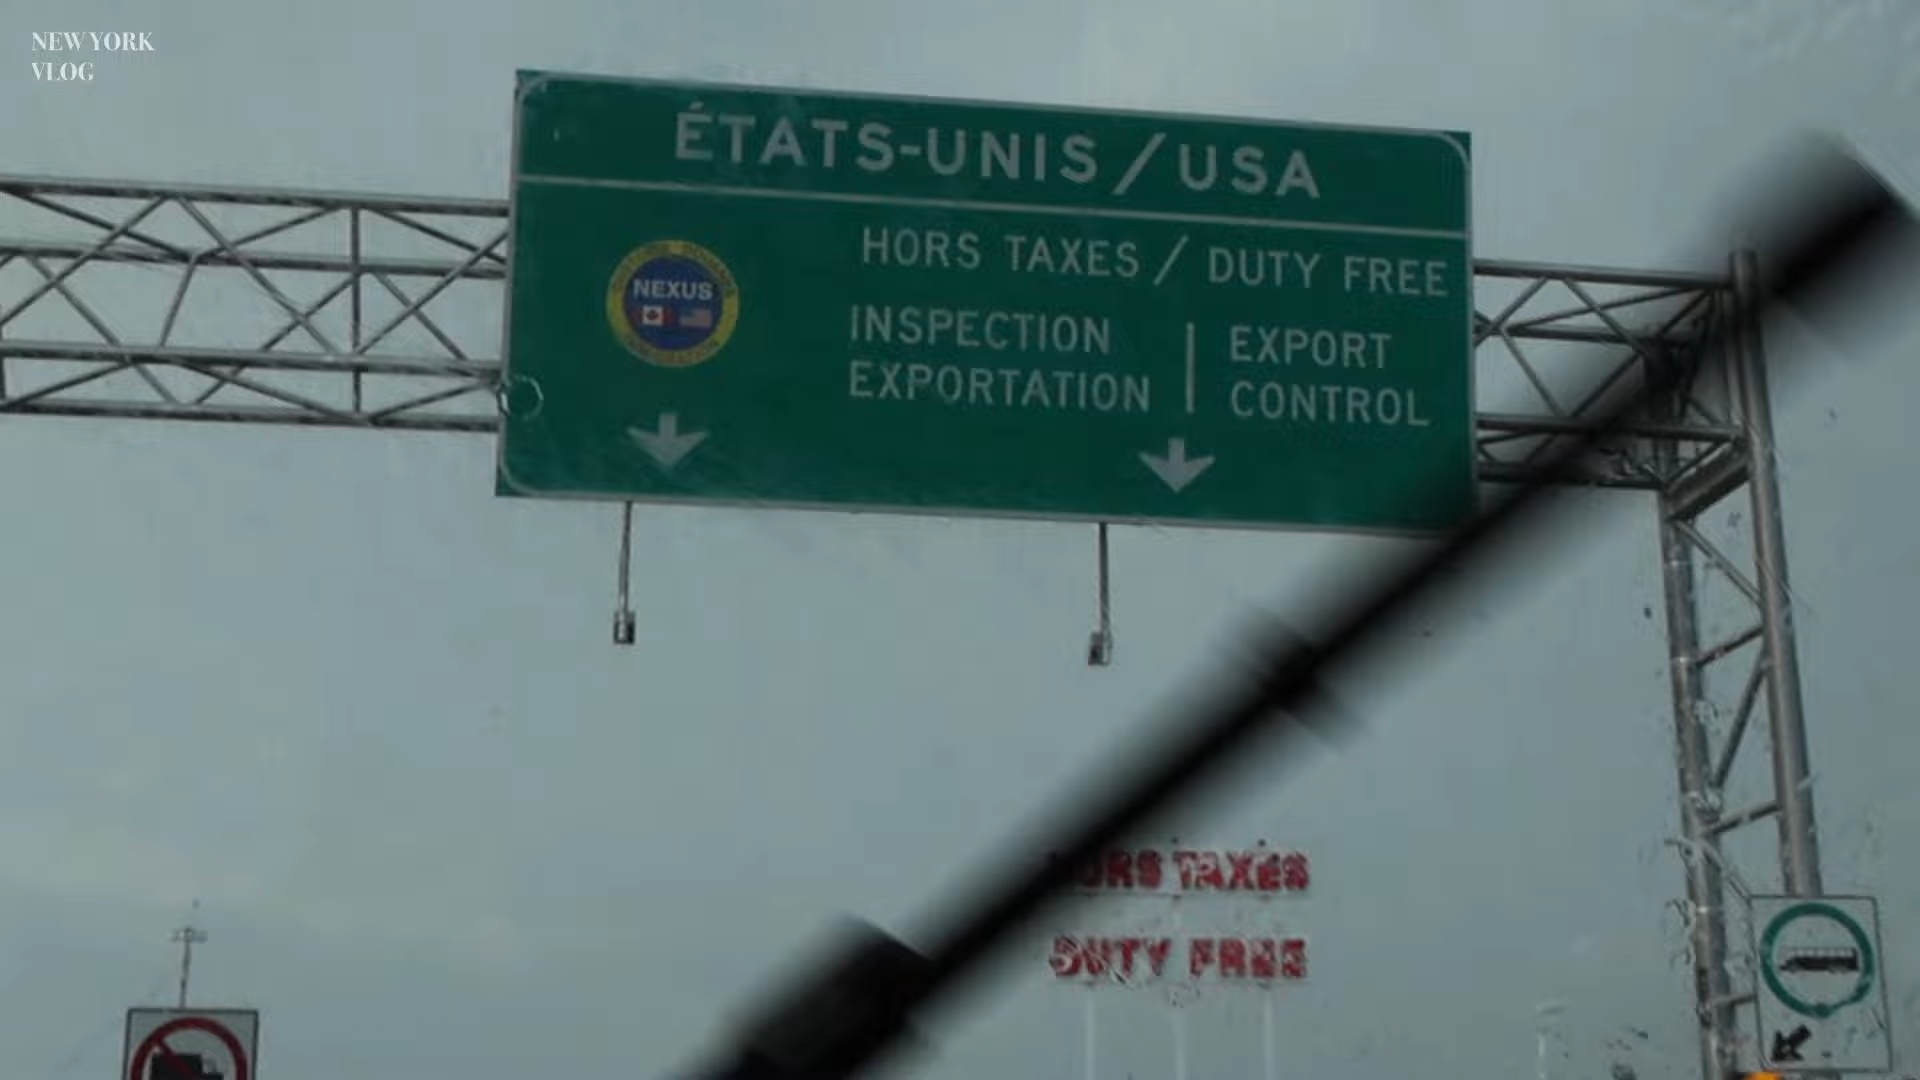 NEW YORK
VLOG
ÉTATS-UNIS / USA
HORS TAXES / DUTY FREE
NEXUS
INSPECTION
EXPORTATION
EXPORT
CONTROL
TAXES
DUTY FREE